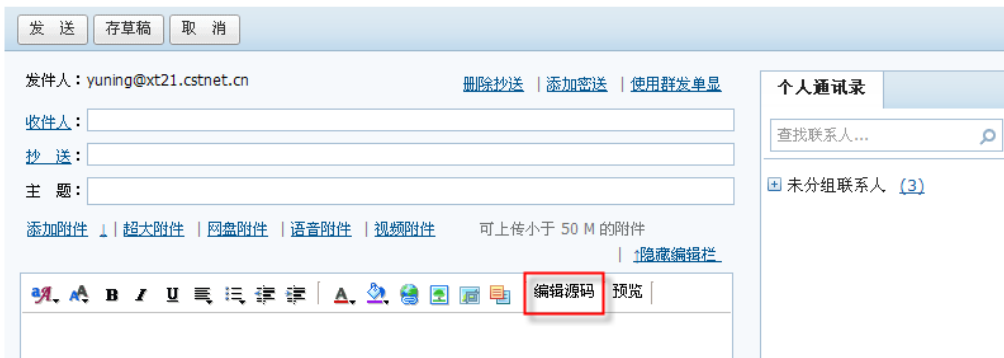 发 送 存草稿 取 消
发件人：yuning@xt21.cstnet.cn 删除抄送 | 添加密送 | 使用群发单显
收件人：
抄 送：
主 题：
添加附件 ↓ | 超大附件 | 网盘附件 | 语音附件 | 视频附件 可上传小于 50 M 的附件
| ↑隐藏编辑栏
B I U A 编辑源码 预览
个人通讯录
查找联系人...
未分组联系人 (3)